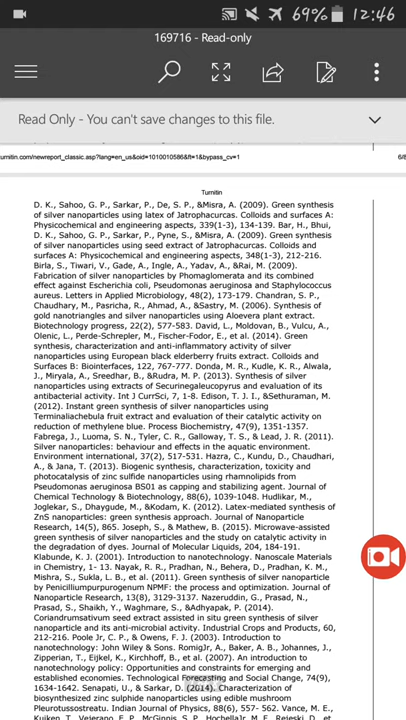 69% 12:46
169716 - Read-only
Read Only - You can't save changes to this file.
turnitin.com/newreport_classic.asp?lang=en_us&oid=1010010586&ft=1&bypass_cv=1 6/8
Turnitin
D. K., Sahoo, G. P., Sarkar, P., De, S. P., &Misra, A. (2009). Green synthesis
of silver nanoparticles using latex of Jatrophacurcas. Colloids and surfaces A:
Physicochemical and engineering aspects, 339(1-3), 134-139. Bar, H., Bhui,
D. K., Sahoo, G. P., Sarkar, P., Pyne, S., &Misra, A. (2009). Green synthesis
of silver nanoparticles using seed extract of Jatrophacurcas. Colloids and
surfaces A: Physicochemical and engineering aspects, 348(1-3), 212-216.
Birla, S., Tiwari, V., Gade, A., Ingle, A., Yadav, A., &Rai, M. (2009).
Fabrication of silver nanoparticles by Phomaglomerata and its combined
effect against Escherichia coli, Pseudomonas aeruginosa and Staphylococcus
aureus. Letters in Applied Microbiology, 48(2), 173-179. Chandran, S. P.,
Chaudhary, M., Pasricha, R., Ahmad, A., &Sastry, M. (2006). Synthesis of
gold nanotriangles and silver nanoparticles using Aloevera plant extract.
Biotechnology progress, 22(2), 577-583. David, L., Moldovan, B., Vulcu, A.,
Olenic, L., Perde-Schrepler, M., Fischer-Fodor, E., et al. (2014). Green
synthesis, characterization and anti-inflammatory activity of silver
nanoparticles using European black elderberry fruits extract. Colloids and
Surfaces B: Biointerfaces, 122, 767-777. Donda, M. R., Kudle, K. R., Alwala,
J., Miryala, A., Sreedhar, B., &Rudra, M. P. (2013). Synthesis of silver
nanoparticles using extracts of Securinegaleucopyrus and evaluation of its
antibacterial activity. Int J CurrSci, 7, 1-8. Edison, T. J. I., &Sethuraman, M.
(2012). Instant green synthesis of silver nanoparticles using
Terminaliachebula fruit extract and evaluation of their catalytic activity on
reduction of methylene blue. Process Biochemistry, 47(9), 1351-1357.
Fabrega, J., Luoma, S. N., Tyler, C. R., Galloway, T. S., & Lead, J. R. (2011).
Silver nanoparticles: behaviour and effects in the aquatic environment.
Environment international, 37(2), 517-531. Hazra, C., Kundu, D., Chaudhari,
A., & Jana, T. (2013). Biogenic synthesis, characterization, toxicity and
photocatalysis of zinc sulfide nanoparticles using rhamnolipids from
Pseudomonas aeruginosa BS01 as capping and stabilizing agent. Journal of
Chemical Technology & Biotechnology, 88(6), 1039-1048. Hudlikar, M.,
Joglekar, S., Dhaygude, M., &Kodam, K. (2012). Latex-mediated synthesis of
ZnS nanoparticles: green synthesis approach. Journal of Nanoparticle
Research, 14(5), 865. Joseph, S., & Mathew, B. (2015). Microwave-assisted
green synthesis of silver nanoparticles and the study on catalytic activity in
the degradation of dyes. Journal of Molecular Liquids, 204, 184-191.
Klabunde, K. J. (2001). Introduction to nanotechnology. Nanoscale Materials
in Chemistry, 1- 13. Nayak, R. R., Pradhan, N., Behera, D., Pradhan, K. M.,
Mishra, S., Sukla, L. B., et al. (2011). Green synthesis of silver nanoparticle
by Penicilliumpurpurogenum NPMF: the process and optimization. Journal of
Nanoparticle Research, 13(8), 3129-3137. Nazeruddin, G., Prasad, N.,
Prasad, S., Shaikh, Y., Waghmare, S., &Adhyapak, P. (2014).
Coriandrumsativum seed extract assisted in situ green synthesis of silver
nanoparticle and its anti-microbial activity. Industrial Crops and Products, 60,
212-216. Poole Jr, C. P., & Owens, F. J. (2003). Introduction to
nanotechnology: John Wiley & Sons. RomigJr, A., Baker, A. B., Johannes, J.,
Zipperian, T., Eijkel, K., Kirchhoff, B., et al. (2007). An introduction to
nanotechnology policy: Opportunities and constraints for emerging and
established economies. Technological Forecasting and Social Change, 74(9),
1634-1642. Senapati, U., & Sarkar, D. (2014). Characterization of
biosynthesized zinc sulphide nanoparticles using edible mushroom
Pleurotusostreatu. Indian Journal of Physics, 88(6), 557- 562. Vance, M. E.,
Kuiken, T., Vejerano, E. P., McGinnis, S. P., HochellaJr, M. F., Rejeski, D., et